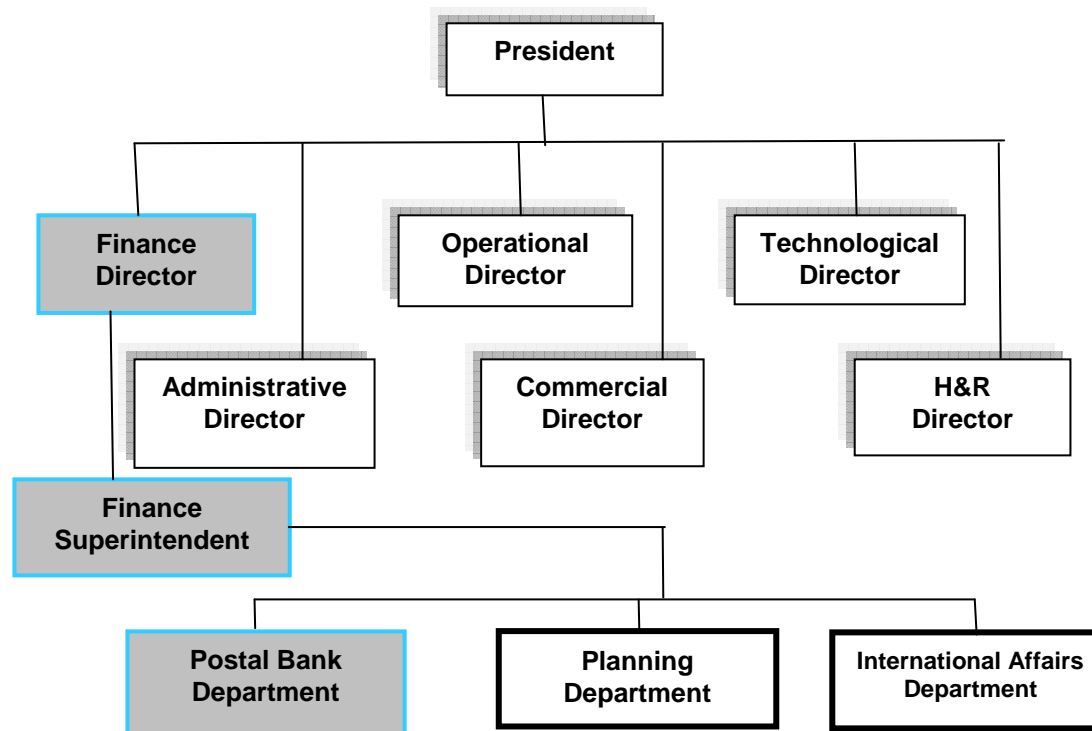 President
Finance
Director
Operational
Director
Technological
Director
Administrative
Director
Commercial
Director
H&R
Director
Finance
Superintendent
Postal Bank
Department
Planning
Department
International Affairs
Department